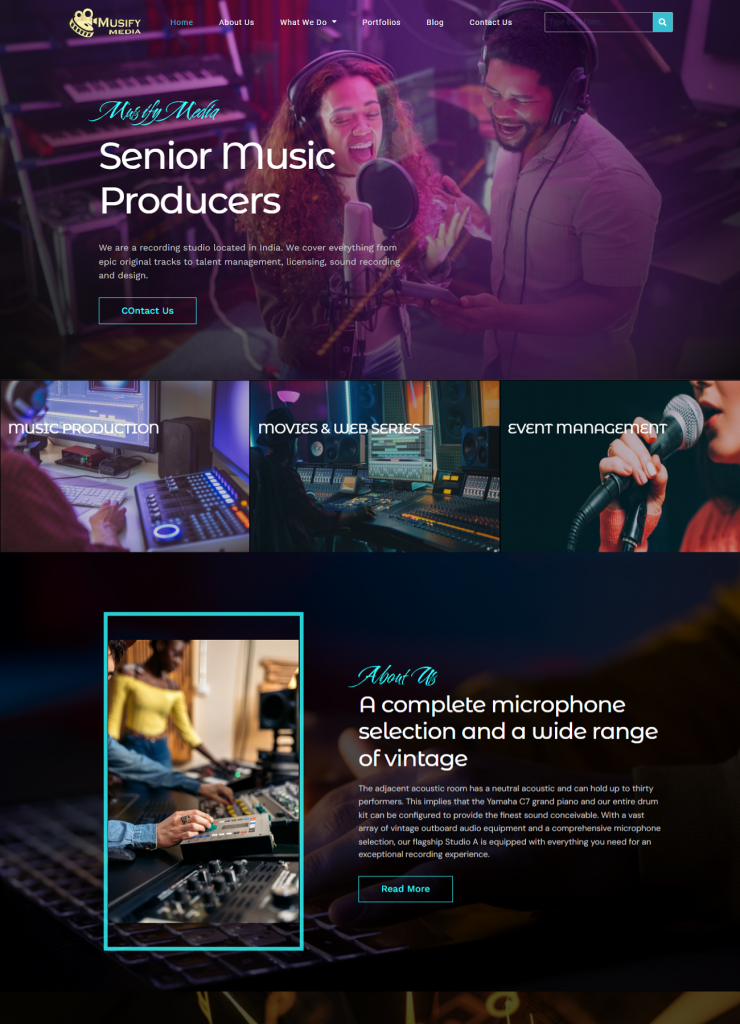 MUSIFY
MEDIA
Home
About Us
What We Do
Portfolios
Blog
Contact Us
Musify Media
Senior Music
Producers
We are a recording studio located in India. We cover everything from
epic original tracks to talent management, licensing, sound recording
and design.
COntact Us
MUSIC PRODUCTION
MOVIES & WEB SERIES
EVENT MANAGEMENT
About Us
A complete microphone
selection and a wide range
of vintage
The adjacent acoustic room has a neutral acoustic and can hold up to thirty
performers. This implies that the Yamaha C7 grand piano and our entire drum
kit can be configured to provide the finest sound conceivable. With a vast
array of vintage outboard audio equipment and a comprehensive microphone
selection, our flagship Studio A is equipped with everything you need for an
exceptional recording experience.
Read More